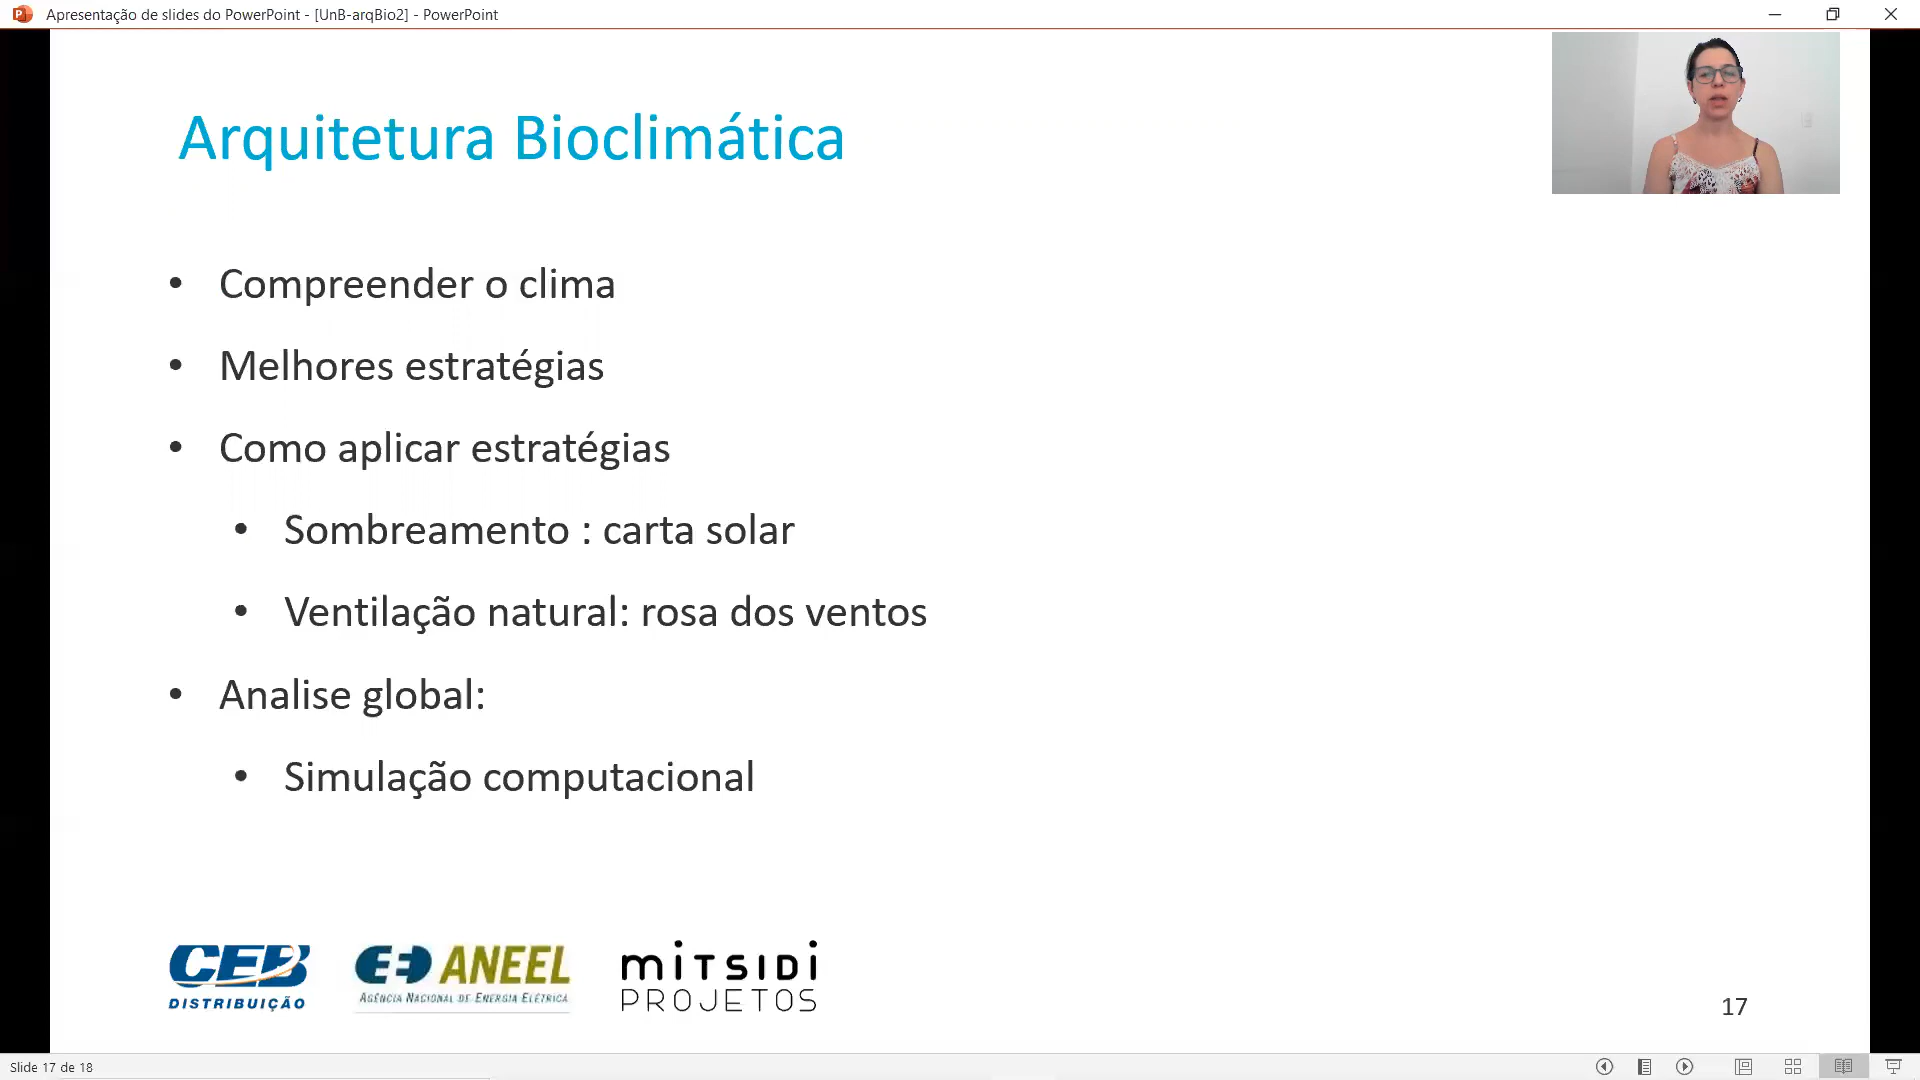 Apresentação de slides do PowerPoint - [UnB-arqBio2] - PowerPoint
Arquitetura Bioclimática
• Compreender o clima
• Melhores estratégias
• Como aplicar estratégias
• Sombreamento : carta solar
• Ventilação natural: rosa dos ventos
• Analise global:
• Simulação computacional
CEB
DISTRIBUIÇÃO
ANEEL
AGÊNCIA NACIONAL DE ENERGIA ELÉTRICA
MITSIDI
PROJETOS
17
Slide 17 de 18